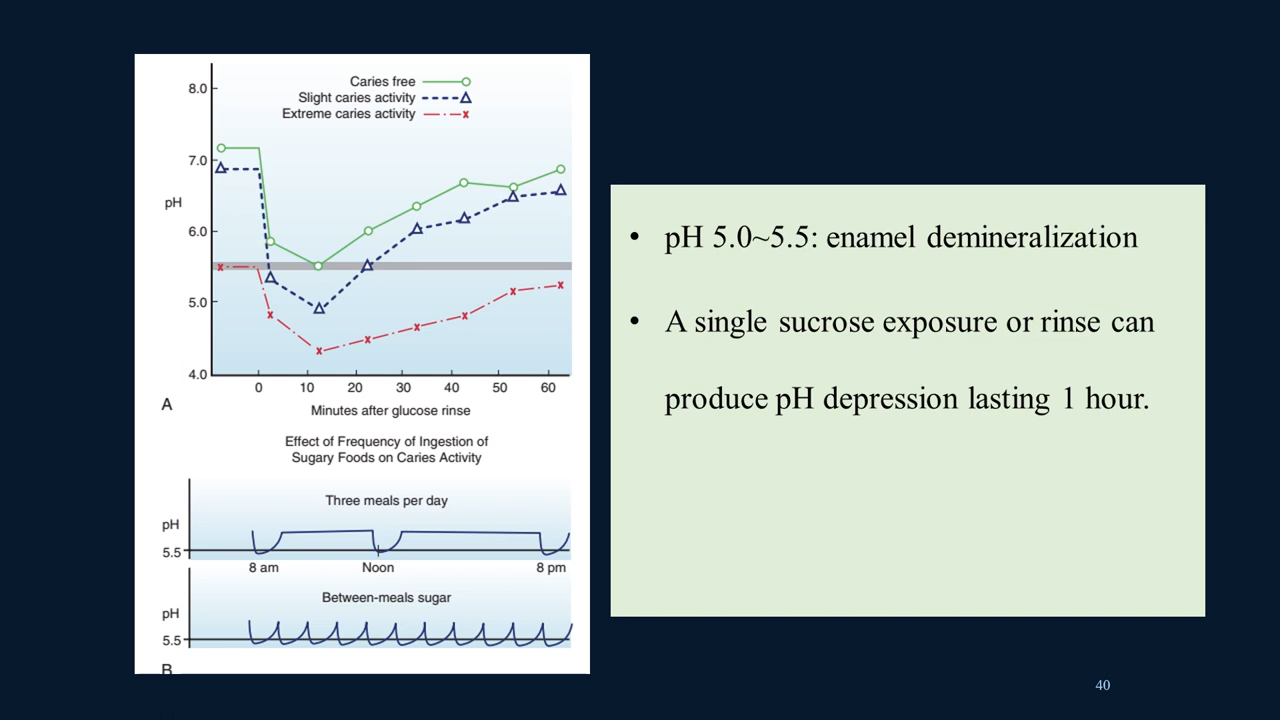 Caries free
Slight caries activity
Extreme caries activity
8.0
7.0
pH
6.0
5.0
4.0
0 10 20 30 40 50 60
A
Minutes after glucose rinse
Effect of Frequency of Ingestion of
Sugary Foods on Caries Activity
Three meals per day
pH
5.5
8 am Noon 8 pm
Between-meals sugar
pH
5.5
B
• pH 5.0~5.5: enamel demineralization
• A single sucrose exposure or rinse can
produce pH depression lasting 1 hour.
40